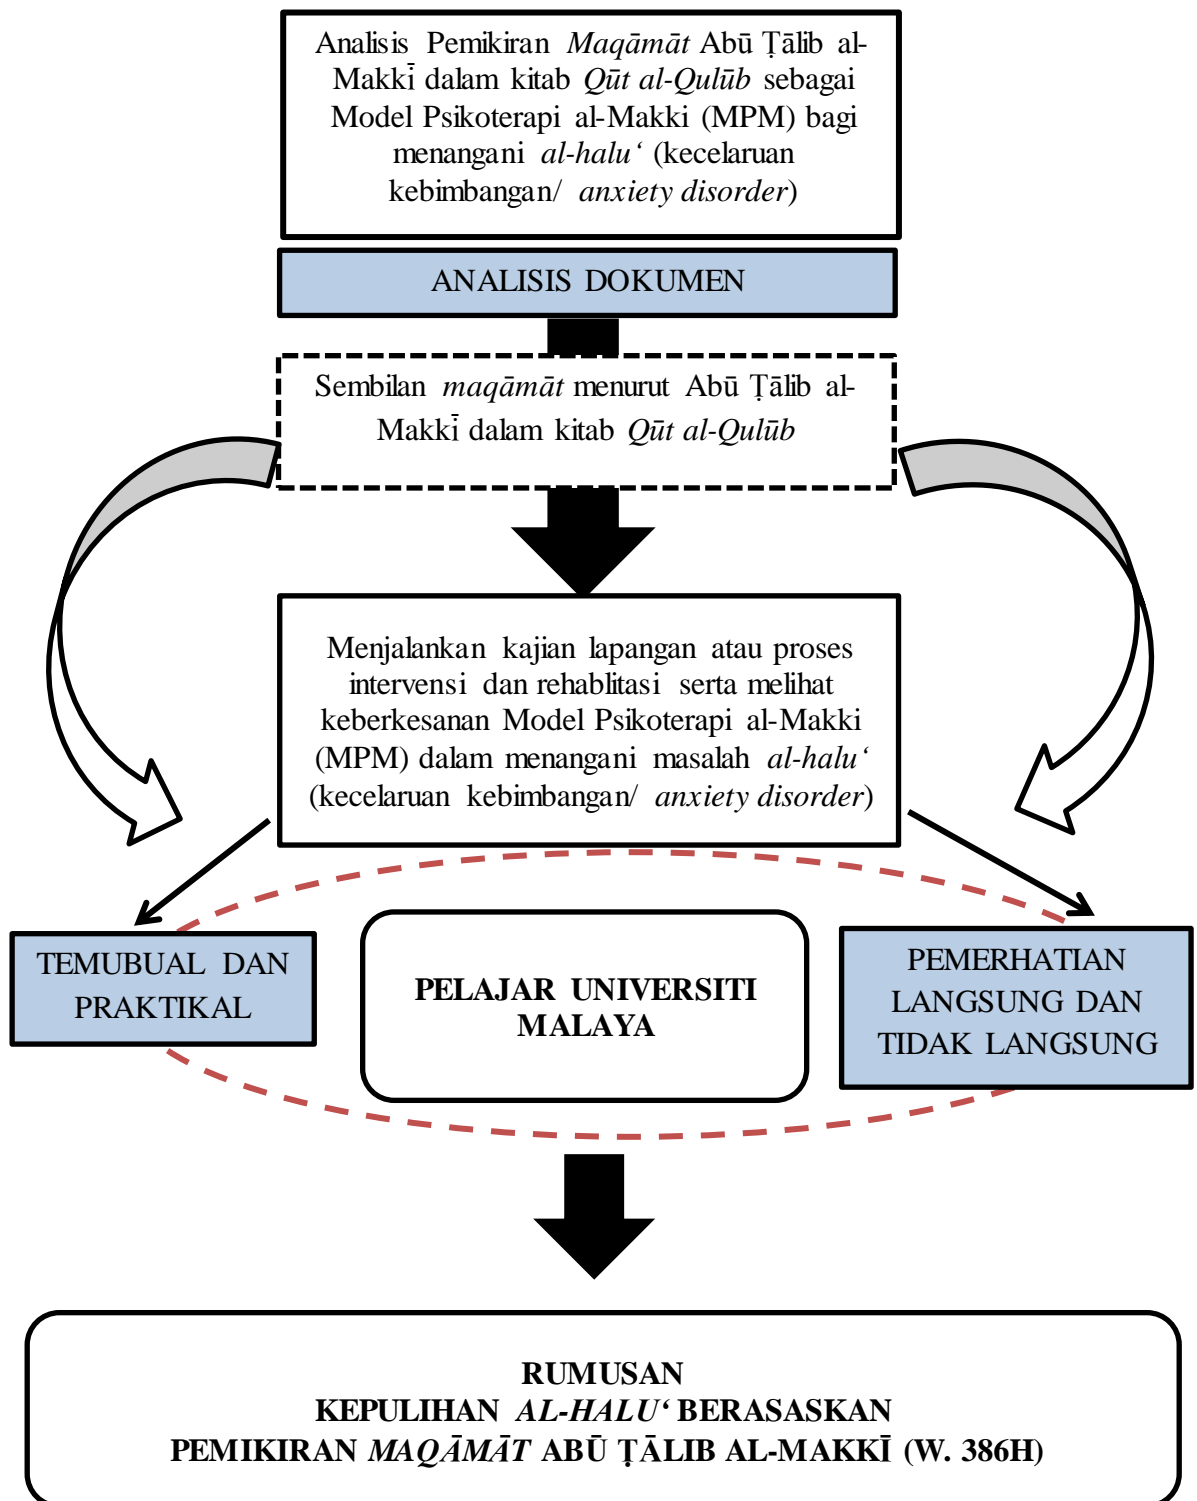 Analisis Pemikiran Maqāmāt Abū Ṭālib al-
Makkī dalam kitab Qūt al-Qulūb sebagai
Model Psikoterapi al-Makki (MPM) bagi
menangani al-halu‘ (kecelaruan
kebimbangan/ anxiety disorder)
ANALISIS DOKUMEN
Sembilan maqāmāt menurut Abū Ṭālib al-
Makkī dalam kitab Qūt al-Qulūb
Menjalankan kajian lapangan atau proses
intervensi dan rehablitasi serta melihat
keberkesanan Model Psikoterapi al-Makki
(MPM) dalam menangani masalah al-halu‘
(kecelaruan kebimbangan/ anxiety disorder)
TEMUBUAL DAN
PRAKTIKAL
PELAJAR UNIVERSITI
MALAYA
PEMERHATIAN
LANGSUNG DAN
TIDAK LANGSUNG
RUMUSAN
KEPULIHAN AL-HALU‘ BERASASKAN
PEMIKIRAN MAQĀMĀT ABŪ ṬĀLIB AL-MAKKĪ (W. 386H)